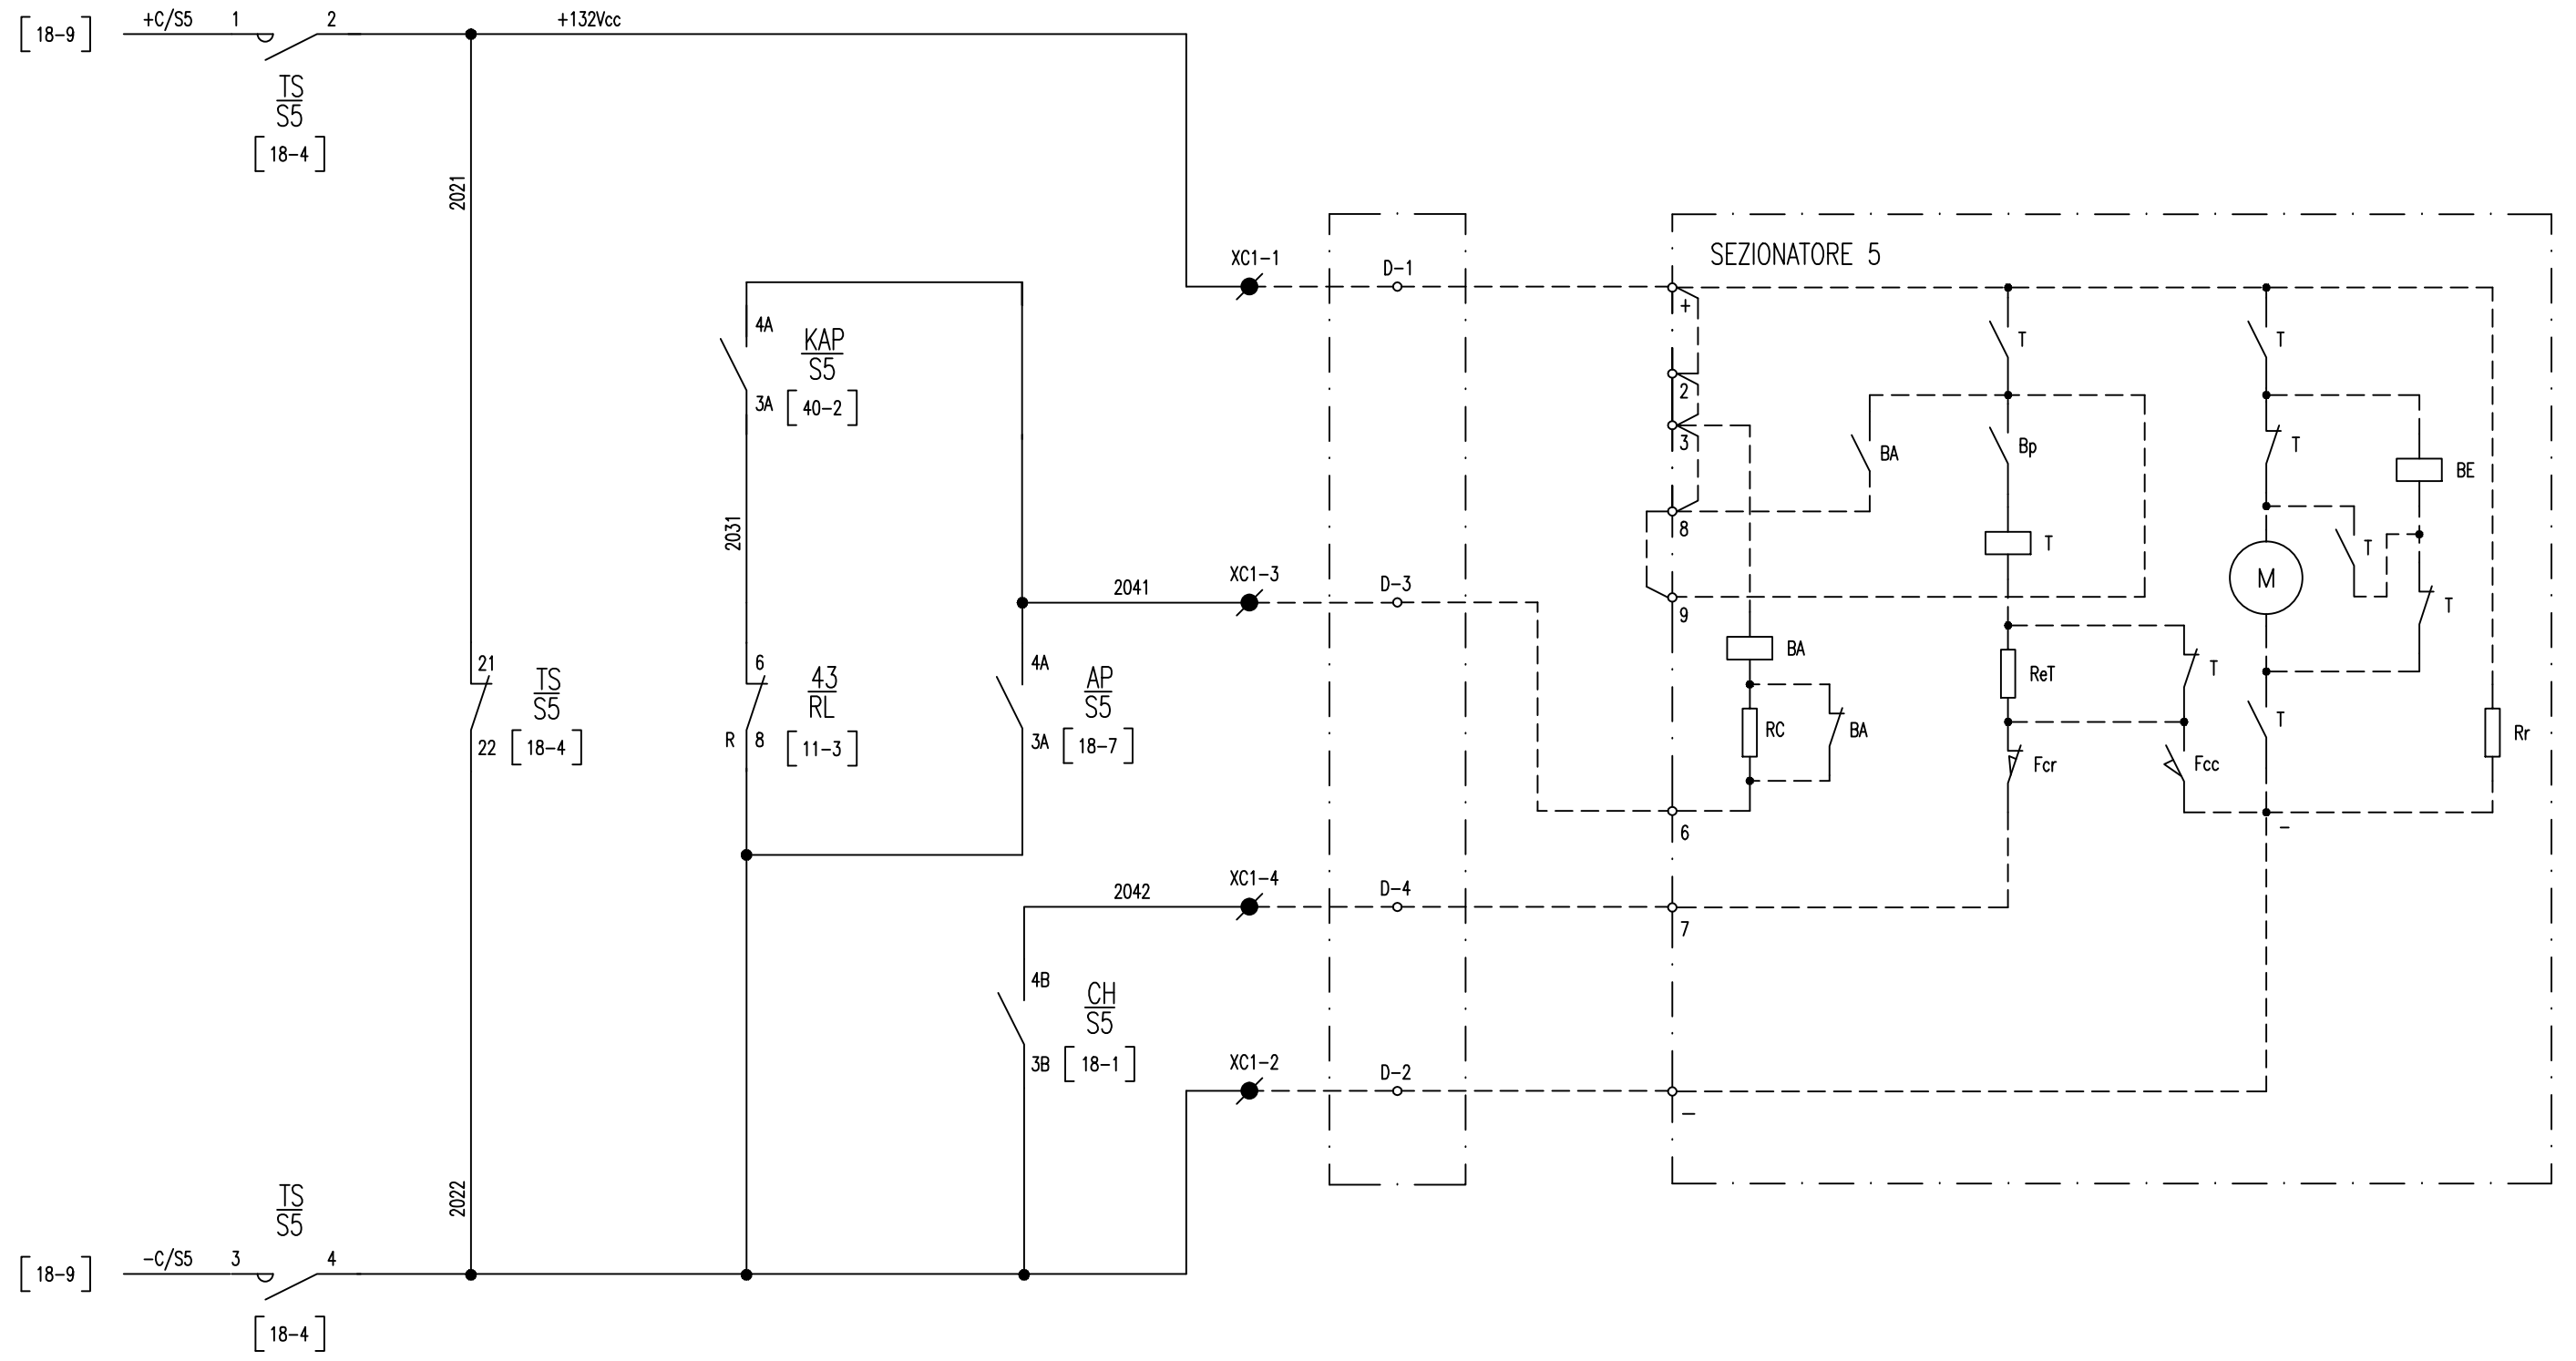 [18-9]
+C/S5
1
2
+132Vcc
TS
S5
[18-4]
2021
XC1-1
D-1
SEZIONATORE 5
+
2
3
8
9
4A
KAP
S5
3A
[40-2]
2031
T
T
BA
Bp
T
BE
T
T
T
2041
XC1-3
D-3
BA
ReT
T
21
TS
S5
22
[18-4]
6
43
RL
R
8
[11-3]
4A
AP
S5
3A
[18-7]
RC
BA
Fcr
Fcc
T
Rr
M
6
-
2042
XC1-4
D-4
7
4B
CH
S5
3B
[18-1]
XC1-2
D-2
-
2022
TS
S5
[18-9]
-C/S5
3
4
[18-4]